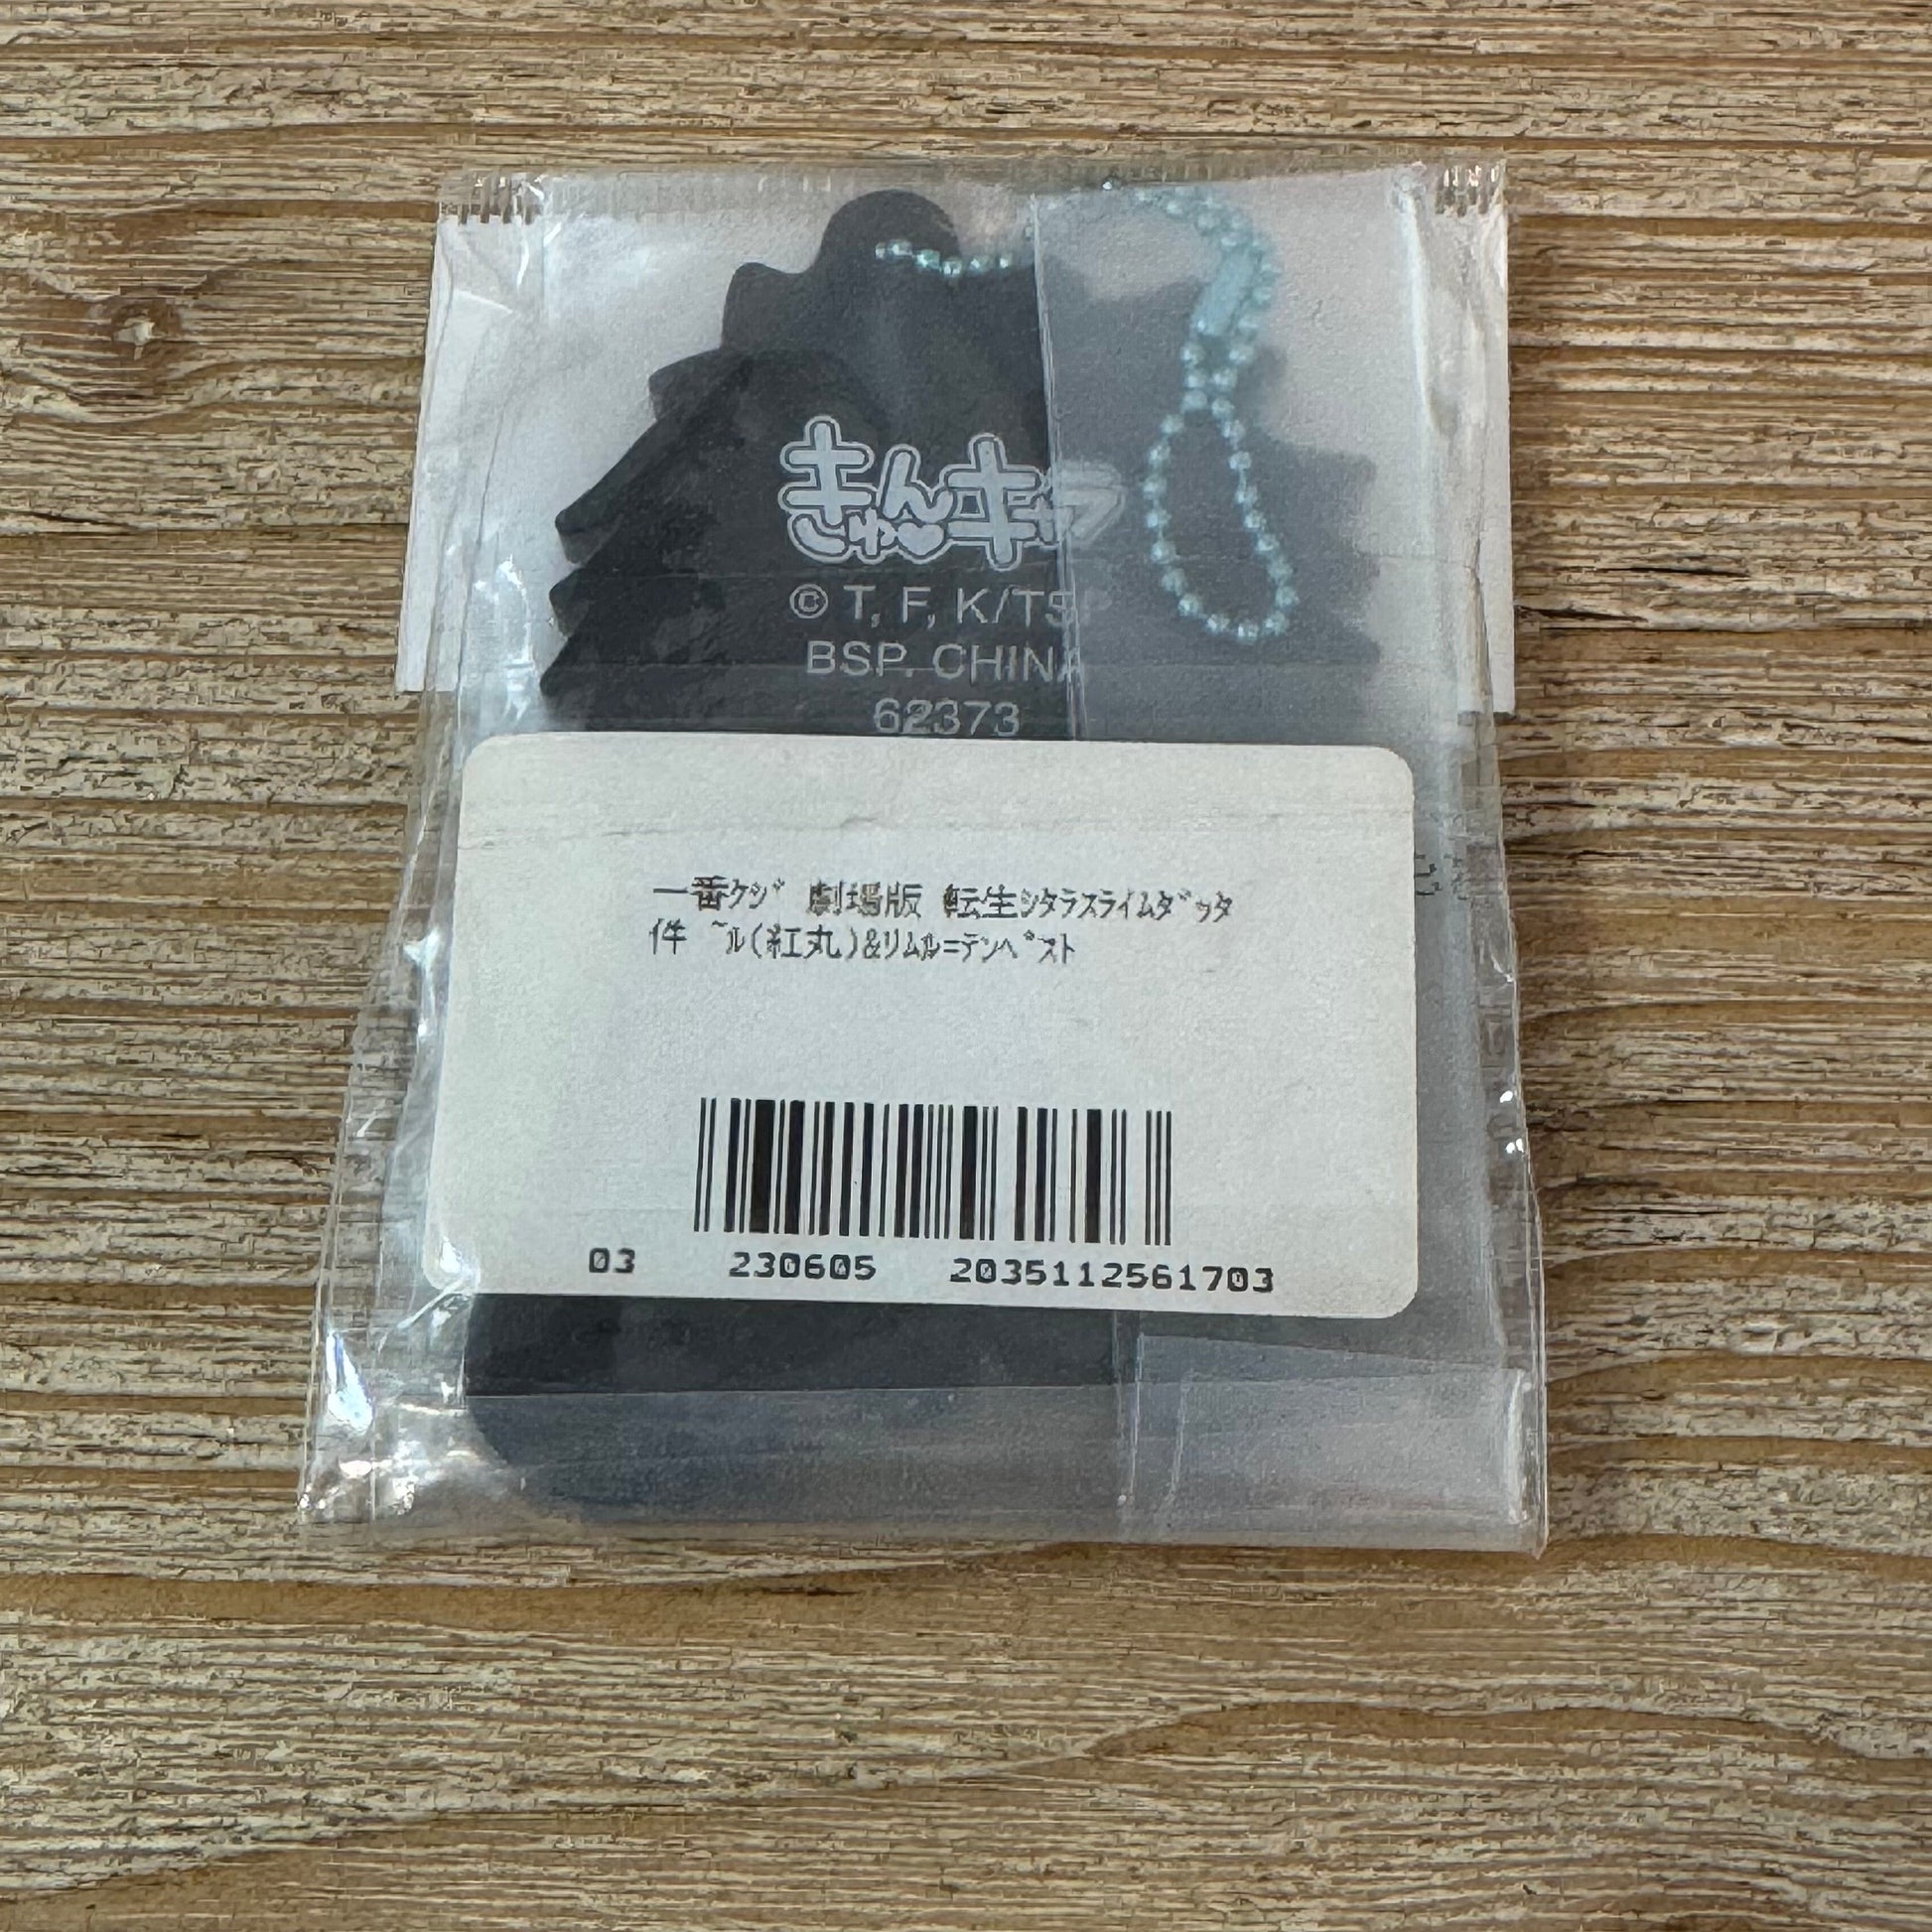 きゅんキャラ
© T, F, K/TSP
BSP. CHINA
62373
一番ｸｼﾞ 劇場版 転生ｼﾀﾗｽﾗｲﾑﾀﾞｯﾀ
件 ~ﾙ(紅丸)&ﾘﾑﾙ=ﾃﾝﾍﾟｽﾄ
03 230605 2035112561703